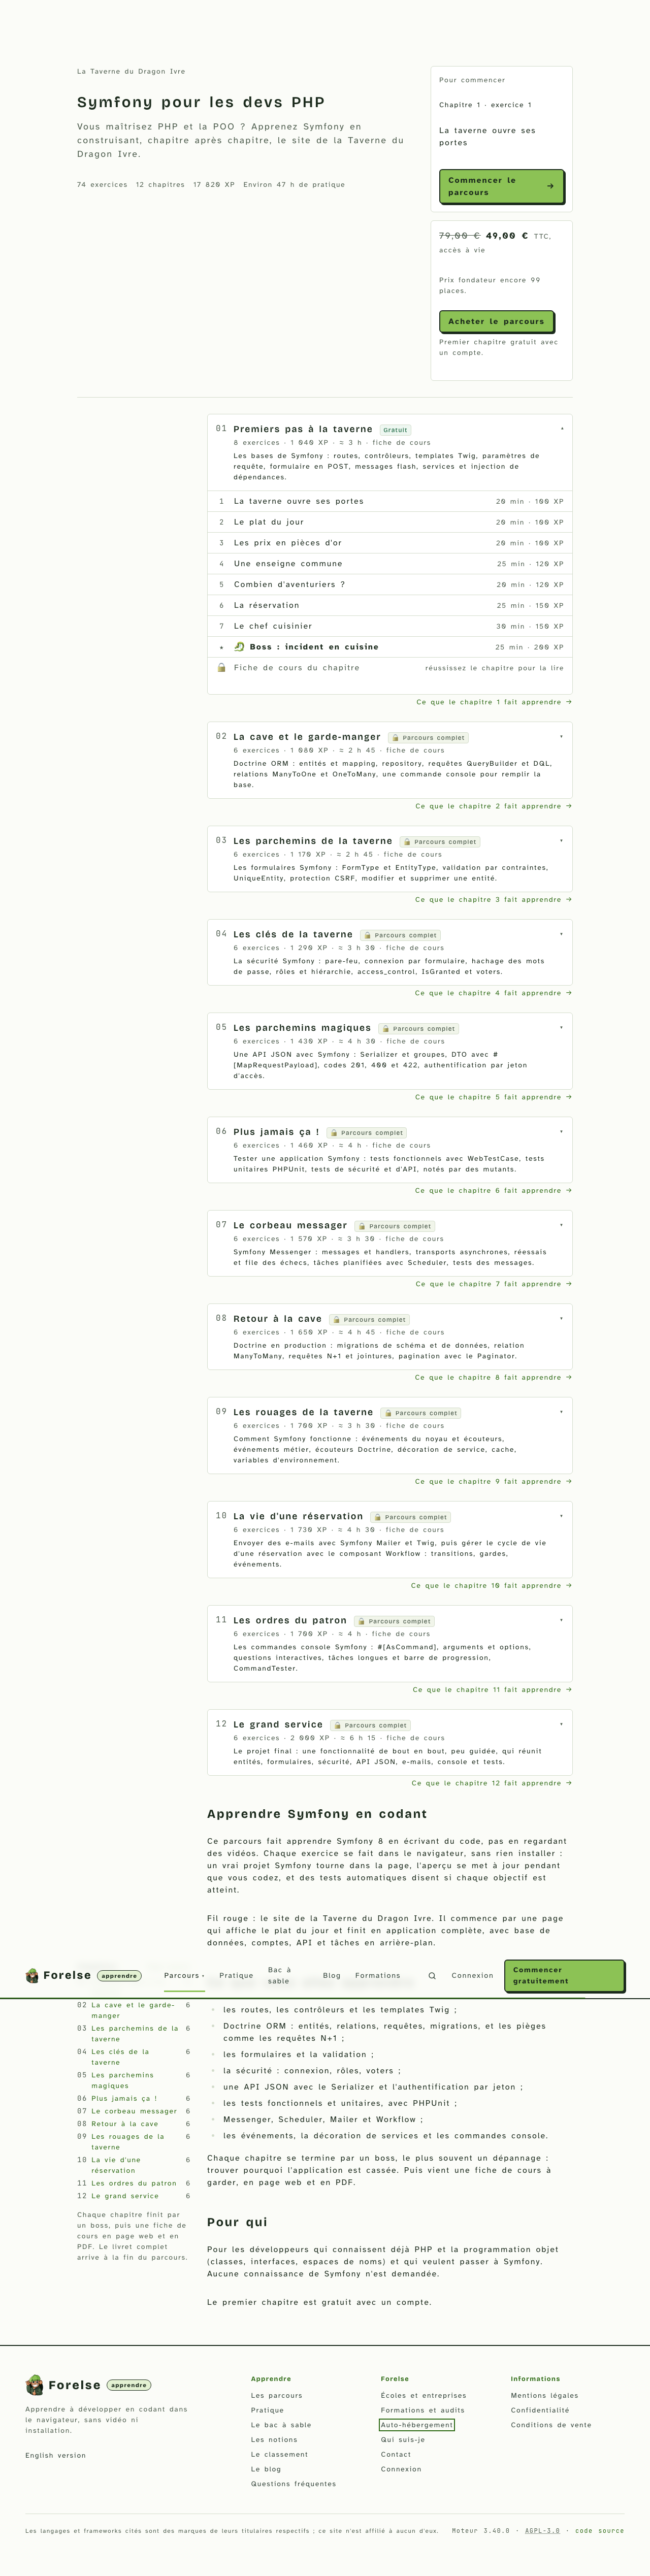 La Taverne du Dragon Ivre
Symfony pour les devs PHP
Vous maîtrisez PHP et la POO ? Apprenez Symfony en
construisant, chapitre après chapitre, le site de la Taverne du
Dragon Ivre.
74 exercices 12 chapitres 17 820 XP Environ 47 h de pratique
Pour commencer
Chapitre 1 · exercice 1
La taverne ouvre ses
portes
Commencer le
parcours →
79,00 € 49,00 € TTC,
accès à vie
Prix fondateur encore 99
places.
Acheter le parcours
Premier chapitre gratuit avec
un compte.
01 Premiers pas à la taverne Gratuit
8 exercices · 1 040 XP · ≈ 3 h · fiche de cours
Les bases de Symfony : routes, contrôleurs, templates Twig, paramètres de
requête, formulaire en POST, messages flash, services et injection de
dépendances.
1 La taverne ouvre ses portes 20 min · 100 XP
2 Le plat du jour 20 min · 100 XP
3 Les prix en pièces d'or 20 min · 100 XP
4 Une enseigne commune 25 min · 120 XP
5 Combien d'aventuriers ? 20 min · 120 XP
6 La réservation 25 min · 150 XP
7 Le chef cuisinier 30 min · 150 XP
Boss : incident en cuisine 25 min · 200 XP
Fiche de cours du chapitre réussissez le chapitre pour la lire
Ce que le chapitre 1 fait apprendre →
02 La cave et le garde-manger Parcours complet
6 exercices · 1 080 XP · ≈ 2 h 45 · fiche de cours
Doctrine ORM : entités et mapping, repository, requêtes QueryBuilder et DQL,
relations ManyToOne et OneToMany, une commande console pour remplir la
base.
Ce que le chapitre 2 fait apprendre →
03 Les parchemins de la taverne Parcours complet
6 exercices · 1 170 XP · ≈ 2 h 45 · fiche de cours
Les formulaires Symfony : FormType et EntityType, validation par contraintes,
UniqueEntity, protection CSRF, modifier et supprimer une entité.
Ce que le chapitre 3 fait apprendre →
04 Les clés de la taverne Parcours complet
6 exercices · 1 290 XP · ≈ 3 h 30 · fiche de cours
La sécurité Symfony : pare-feu, connexion par formulaire, hachage des mots
de passe, rôles et hiérarchie, access_control, IsGranted et voters.
Ce que le chapitre 4 fait apprendre →
05 Les parchemins magiques Parcours complet
6 exercices · 1 430 XP · ≈ 4 h 30 · fiche de cours
Une API JSON avec Symfony : Serializer et groupes, DTO avec #
[MapRequestPayload], codes 201, 400 et 422, authentification par jeton
d'accès.
Ce que le chapitre 5 fait apprendre →
06 Plus jamais ça ! Parcours complet
6 exercices · 1 460 XP · ≈ 4 h · fiche de cours
Tester une application Symfony : tests fonctionnels avec WebTestCase, tests
unitaires PHPUnit, tests de sécurité et d'API, notés par des mutants.
Ce que le chapitre 6 fait apprendre →
07 Le corbeau messager Parcours complet
6 exercices · 1 570 XP · ≈ 3 h 30 · fiche de cours
Symfony Messenger : messages et handlers, transports asynchrones, réessais
et file des échecs, tâches planifiées avec Scheduler, tests des messages.
Ce que le chapitre 7 fait apprendre →
08 Retour à la cave Parcours complet
6 exercices · 1 650 XP · ≈ 4 h 45 · fiche de cours
Doctrine en production : migrations de schéma et de données, relation
ManyToMany, requêtes N+1 et jointures, pagination avec le Paginator.
Ce que le chapitre 8 fait apprendre →
09 Les rouages de la taverne Parcours complet
6 exercices · 1 700 XP · ≈ 3 h 30 · fiche de cours
Comment Symfony fonctionne : événements du noyau et écouteurs,
événements métier, écouteurs Doctrine, décoration de service, cache,
variables d'environnement.
Ce que le chapitre 9 fait apprendre →
10 La vie d'une réservation Parcours complet
6 exercices · 1 730 XP · ≈ 4 h 30 · fiche de cours
Envoyer des e-mails avec Symfony Mailer et Twig, puis gérer le cycle de vie
d'une réservation avec le composant Workflow : transitions, gardes,
événements.
Ce que le chapitre 10 fait apprendre →
11 Les ordres du patron Parcours complet
6 exercices · 1 700 XP · ≈ 4 h · fiche de cours
Les commandes console Symfony : #[AsCommand], arguments et options,
questions interactives, tâches longues et barre de progression,
CommandTester.
Ce que le chapitre 11 fait apprendre →
12 Le grand service Parcours complet
6 exercices · 2 000 XP · ≈ 6 h 15 · fiche de cours
Le projet final : une fonctionnalité de bout en bout, peu guidée, qui réunit
entités, formulaires, sécurité, API JSON, e-mails, console et tests.
Ce que le chapitre 12 fait apprendre →
Apprendre Symfony en codant
Ce parcours fait apprendre Symfony 8 en écrivant du code, pas en regardant
des vidéos. Chaque exercice se fait dans le navigateur, sans rien installer :
un vrai projet Symfony tourne dans la page, l'aperçu se met à jour pendant
que vous codez, et des tests automatiques disent si chaque objectif est
atteint.
Fil rouge : le site de la Taverne du Dragon Ivre. Il commence par une page
qui affiche le plat du jour et finit en application complète, avec base de
données, comptes, API et tâches en arrière-plan.
Forelse apprendre Parcours Pratique Bac à sable Blog Formations Connexion Commencer gratuitement
02 La cave et le garde-manger 6
03 Les parchemins de la taverne 6
04 Les clés de la taverne 6
05 Les parchemins magiques 6
06 Plus jamais ça ! 6
07 Le corbeau messager 6
08 Retour à la cave 6
09 Les rouages de la taverne 6
10 La vie d'une réservation 6
11 Les ordres du patron 6
12 Le grand service 6
Chaque chapitre finit par
un boss, puis une fiche de
cours en page web et en
PDF. Le livret complet
arrive à la fin du parcours.
les routes, les contrôleurs et les templates Twig ;
Doctrine ORM : entités, relations, requêtes, migrations, et les pièges
comme les requêtes N+1 ;
les formulaires et la validation ;
la sécurité : connexion, rôles, voters ;
une API JSON avec le Serializer et l'authentification par jeton ;
les tests fonctionnels et unitaires, avec PHPUnit ;
Messenger, Scheduler, Mailer et Workflow ;
les événements, la décoration de services et les commandes console.
Chaque chapitre se termine par un boss, le plus souvent un dépannage :
trouver pourquoi l'application est cassée. Puis vient une fiche de cours à
garder, en page web et en PDF.
Pour qui
Pour les développeurs qui connaissent déjà PHP et la programmation objet
(classes, interfaces, espaces de noms) et qui veulent passer à Symfony.
Aucune connaissance de Symfony n'est demandée.
Le premier chapitre est gratuit avec un compte.
Forelse apprendre
Apprendre à développer en codant dans
le navigateur, sans vidéo ni
installation.
English version
Apprendre
Les parcours
Pratique
Le bac à sable
Les notions
Le classement
Le blog
Questions fréquentes
Forelse
Écoles et entreprises
Formations et audits
Auto-hébergement
Qui suis-je
Contact
Connexion
Informations
Mentions légales
Confidentialité
Conditions de vente
Les langages et frameworks cités sont des marques de leurs titulaires respectifs ; ce site n'est affilié à aucun d'eux.
Moteur 3.40.0 · AGPL-3.0 · code source